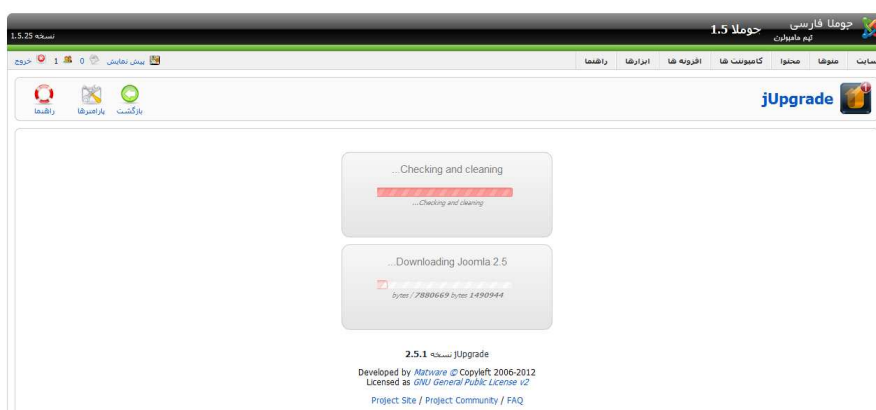 جوملا فارسی
تیم مامبولرن
جوملا 1.5
نسخه 1.5.25
سایت منوها محتوا کامپوننت ها افزونه ها ابزارها راهنما
پیش نمایش 0 1 خروج
jUpgrade
بازگشت پارامترها راهنما
...Checking and cleaning
...Checking and cleaning
...Downloading Joomla 2.5
bytes / 7880669 bytes 1490944
jUpgrade نسخه 2.5.1
Developed by Matware © Copyleft 2006-2012
Licensed as GNU General Public License v2
Project Site / Project Community / FAQ